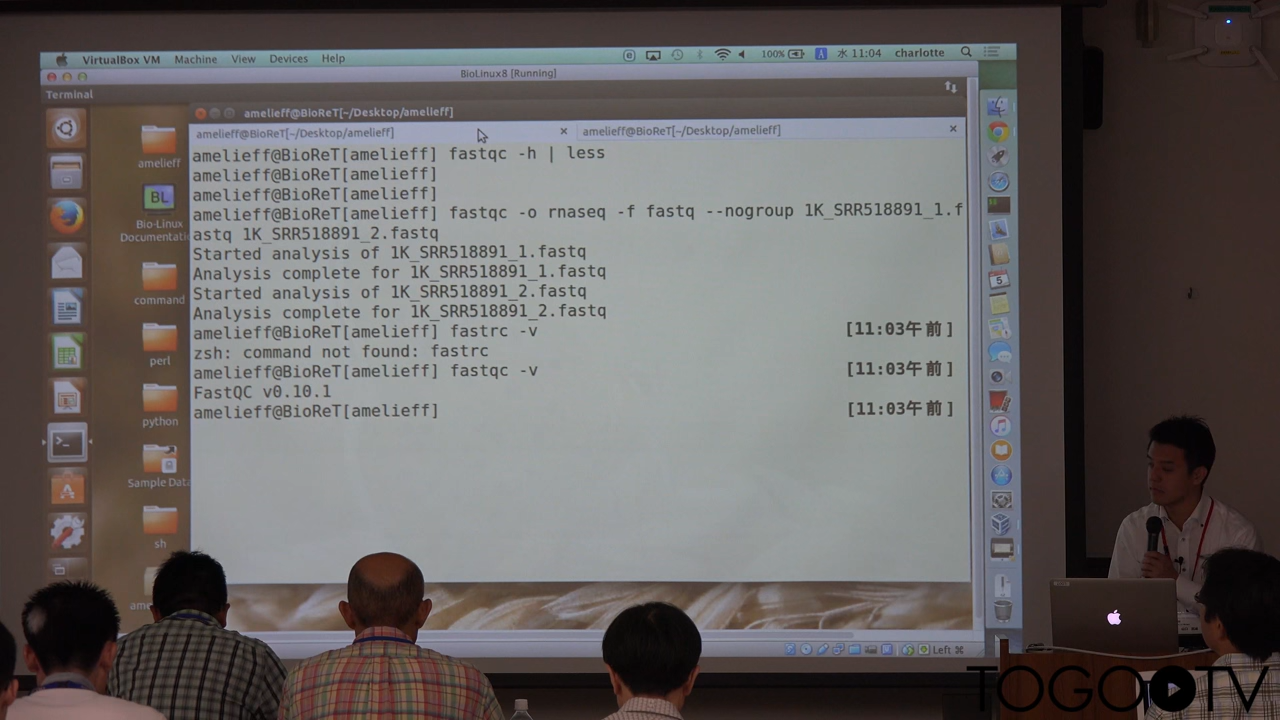 VirtualBox VM Machine View Devices Help 100% A 水 11:04 charlotte
BioLinux8 [Running]
Terminal
amelieff@BioReT[~/Desktop/amelieff]
amelieff@BioReT[~/Desktop/amelieff] amelieff@BioReT[~/Desktop/amelieff]
amelieff@BioReT[amelieff] fastqc -h | less
amelieff@BioReT[amelieff]
amelieff@BioReT[amelieff]
amelieff@BioReT[amelieff] fastqc -o rnaseq -f fastq --nogroup 1K_SRR518891_1.f
astq 1K_SRR518891_2.fastq
Started analysis of 1K_SRR518891_1.fastq
Analysis complete for 1K_SRR518891_1.fastq
Started analysis of 1K_SRR518891_2.fastq
Analysis complete for 1K_SRR518891_2.fastq
amelieff@BioReT[amelieff] fastrc -v [11:03午前]
zsh: command not found: fastrc
amelieff@BioReT[amelieff] fastqc -v [11:03午前]
FastQC v0.10.1
amelieff@BioReT[amelieff] [11:03午前]
amelieff
BL
Bio-Linux
Documentati
command
perl
python
Sample Data
sh
ame
5
Left ⌘
TOGO TV